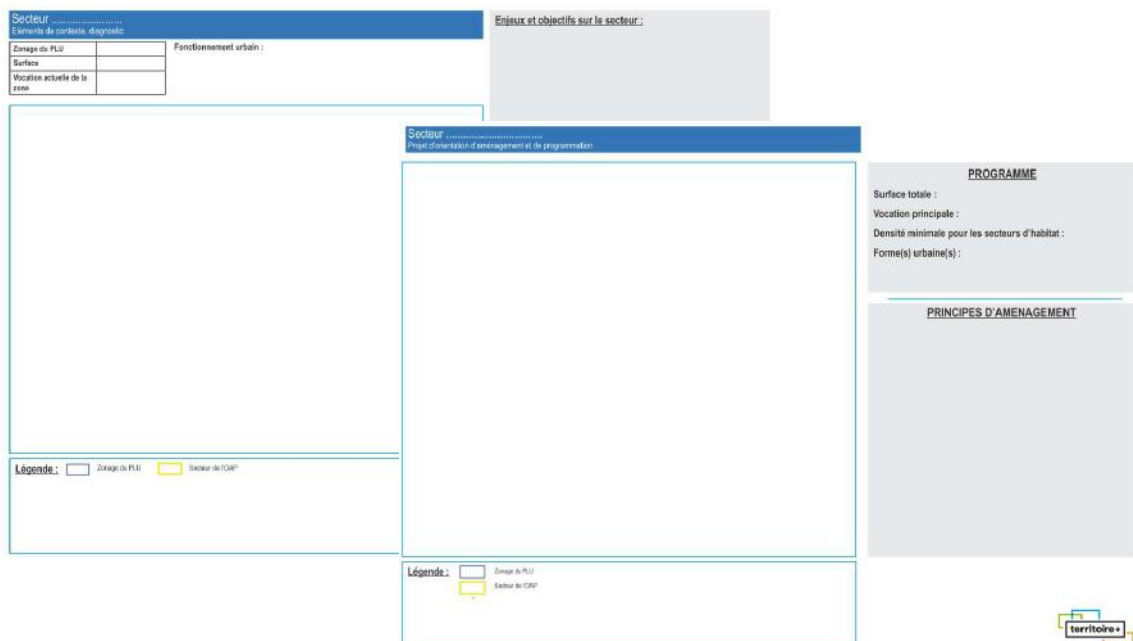 Secteur ..........................
Eléments de contexte, diagnostic
Zonage du PLU
Surface
Vocation actuelle de la
zone
Fonctionnement urbain :
Enjeux et objectifs sur le secteur :
Légende :
Zonage du PLU
Secteur de l'OAP
Secteur ...................................
Projet d'orientation d'aménagement et de programmation
PROGRAMME
Surface totale :
Vocation principale :
Densité minimale pour les secteurs d'habitat :
Forme(s) urbaine(s) :
PRINCIPES D'AMENAGEMENT
Légende :
Zonage du PLU
Secteur de l'OAP
territoire+